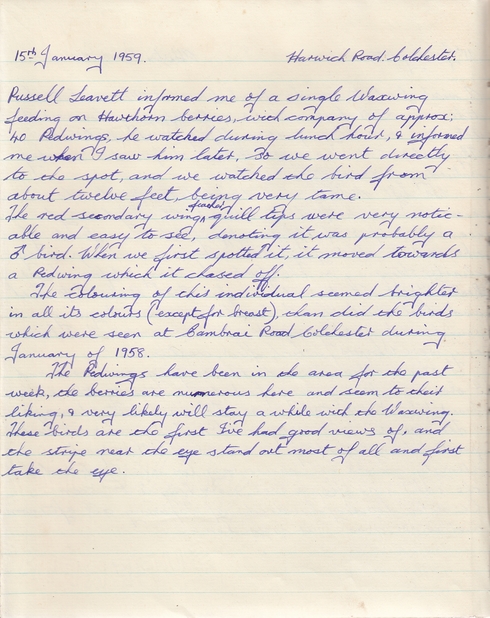 15th January 1959. Harwich Road Colchester.
Russell Leavett informed me of a single Waxwing
feeding on Hawthorn berries, with company of approx:
40 Redwings, he watched during lunch hour, & informed
me when I saw him later, So we went directly
to the spot, and we watched the bird from
about twelve feet, being very tame.
The red secondary wing feather quill tips were very notic-
able and easy to see, denoting it was probably a
♂ bird. When we first spotted it, it moved towards
a Redwing which it chased off.
The colouring of this individual seemed brighter
in all its colours (except for breast), than did the birds
which were seen at Cambrai Road Colchester during
January of 1958.
The Redwings have been in the area for the past
week, the berries are numerous here and seem to their
liking, & very likely will stay a while with the Waxwing.
These birds are the first I've had good views of, and
the stripe near the eye stand out most of all and first
take the eye.